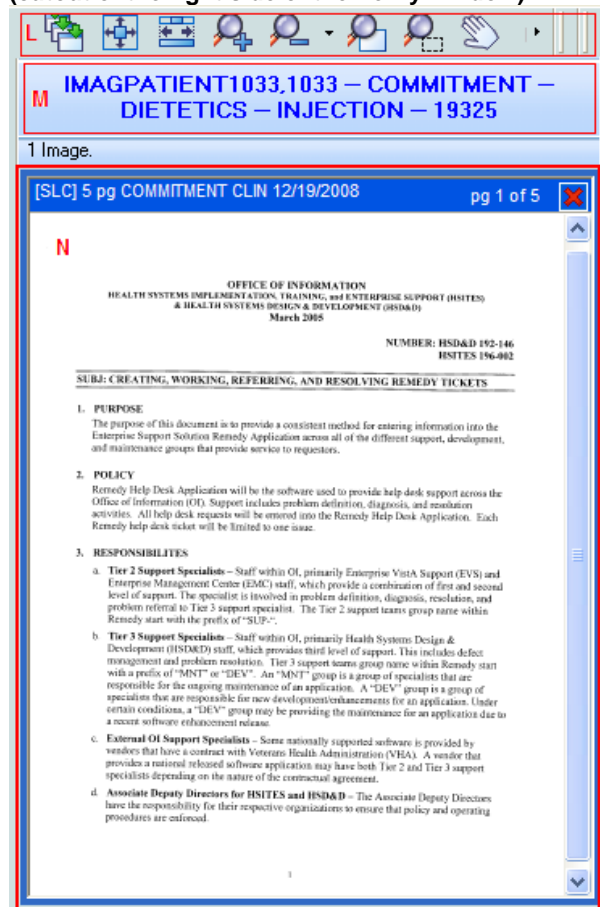 L
M
IMAGPATIENT1033,1033 – COMMITMENT –
DIETETICS – INJECTION – 19325
1 Image.
[SLC] 5 pg COMMITMENT CLIN 12/19/2008 pg 1 of 5
N
OFFICE OF INFORMATION
HEALTH SYSTEMS IMPLEMENTATION, TRAINING, and ENTERPRISE SUPPORT (HSITES)
& HEALTH SYSTEMS DESIGN & DEVELOPMENT (HSD&D)
March 2005
NUMBER: HSD&D 192-146
HSITES 196-002
SUBJ: CREATING, WORKING, REFERRING, AND RESOLVING REMEDY TICKETS
1. PURPOSE
The purpose of this document is to provide a consistent method for entering information into the
Enterprise Support Solution Remedy Application across all of the different support, development,
and maintenance groups that provide service to requestors.
2. POLICY
Remedy Help Desk Application will be the software used to provide help desk support across the
Office of Information (OI). Support includes problem definition, diagnosis, and resolution
activities. All help desk requests will be entered into the Remedy Help Desk Application. Each
Remedy help desk ticket will be limited to one issue.
3. RESPONSIBILITES
a. Tier 2 Support Specialists – Staff within OI, primarily Enterprise VistA Support (EVS) and
Enterprise Management Center (EMC) staff, which provide a combination of first and second
level of support. The specialist is involved in problem definition, diagnosis, resolution, and
problem referral to Tier 3 support specialist. The Tier 2 support teams group name within
Remedy start with the prefix of "SUP-".
b. Tier 3 Support Specialists – Staff within OI, primarily Health Systems Design &
Development (HSD&D) staff, which provides third level of support. This includes defect
management and problem resolution. Tier 3 support teams group name within Remedy start
with a prefix of "MNT" or "DEV". An "MNT" group is a group of specialists that are
responsible for the ongoing maintenance of an application. A "DEV" group is a group of
specialists that are responsible for new development/enhancements for an application. Under
certain conditions, a "DEV" group may be providing the maintenance for an application due to
a recent software enhancement release.
c. External OI Support Specialists – Some nationally supported software is provided by
vendors that have a contract with Veterans Health Administration (VHA). A vendor that
provides a national released software application may have both Tier 2 and Tier 3 support
specialists depending on the nature of the contractual agreement.
d. Associate Deputy Directors for HSITES and HSD&D – The Associate Deputy Directors
have the responsibility for their respective organizations to ensure that policy and operating
procedures are enforced.
1